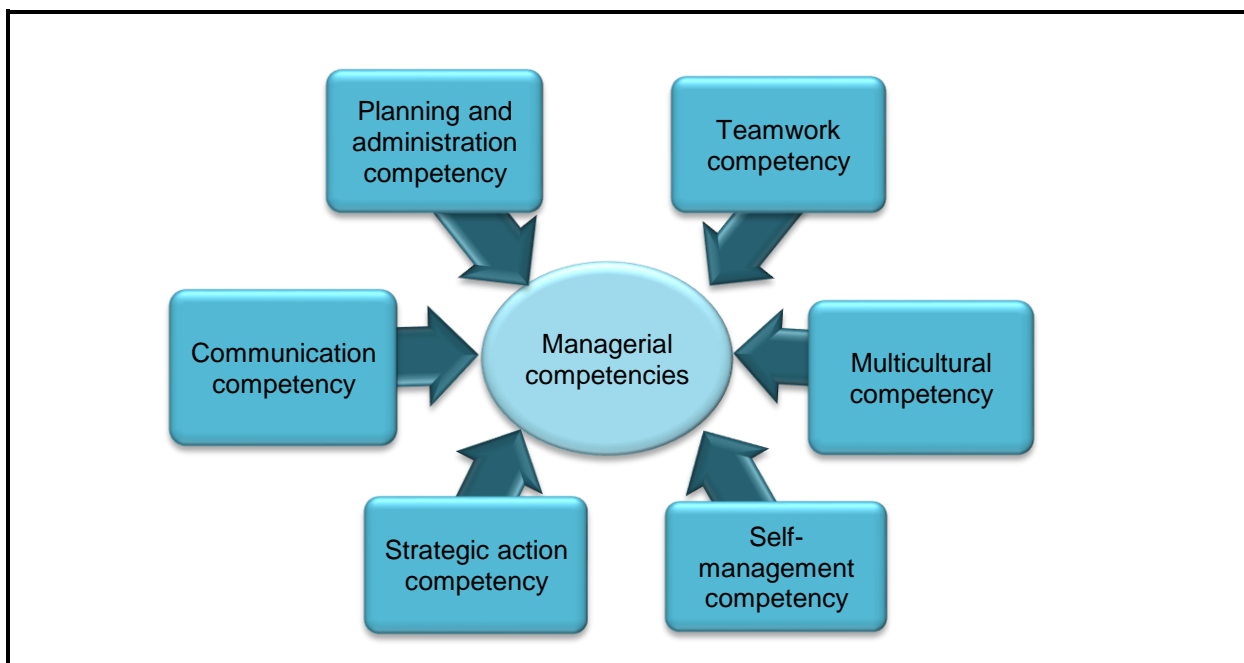 Planning and
administration
competency
Teamwork
competency
Communication
competency
Managerial
competencies
Multicultural
competency
Strategic action
competency
Self-
management
competency